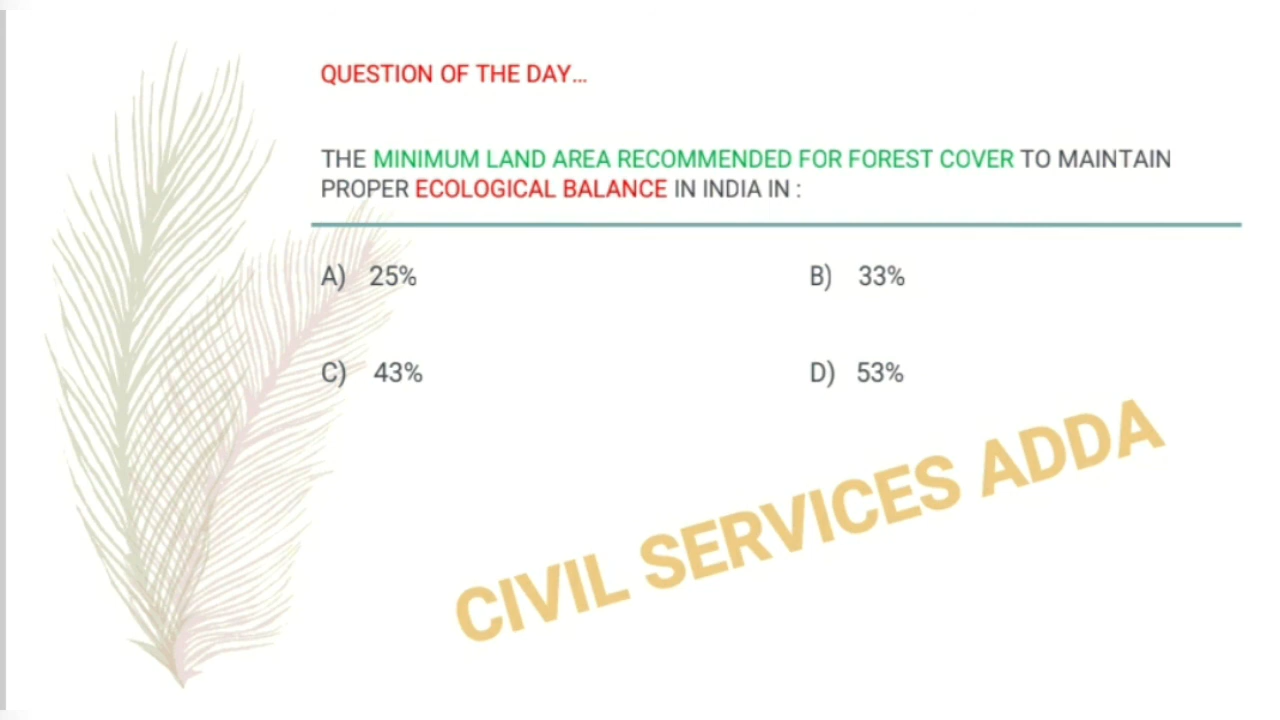 QUESTION OF THE DAY...
THE MINIMUM LAND AREA RECOMMENDED FOR FOREST COVER TO MAINTAIN
PROPER ECOLOGICAL BALANCE IN INDIA IN :
A) 25%
B) 33%
C) 43%
D) 53%
CIVIL SERVICES ADDA